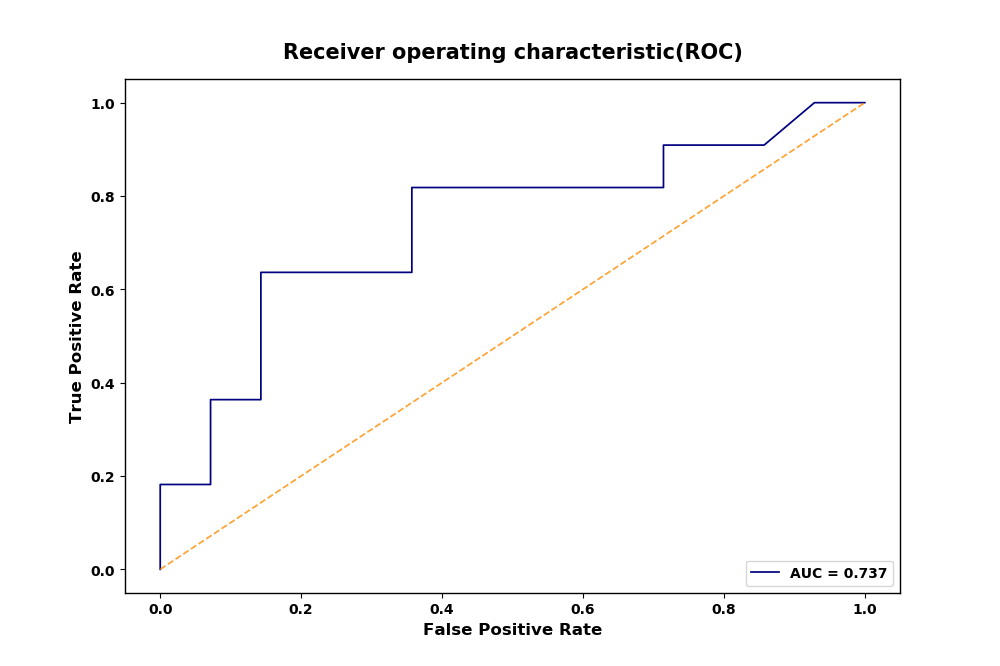 Receiver operating characteristic(ROC)
1.0
0.8
0.6
0.4
0.2
0.0
True Positive Rate
0.0 0.2 0.4 0.6 0.8 1.0
False Positive Rate
AUC = 0.737